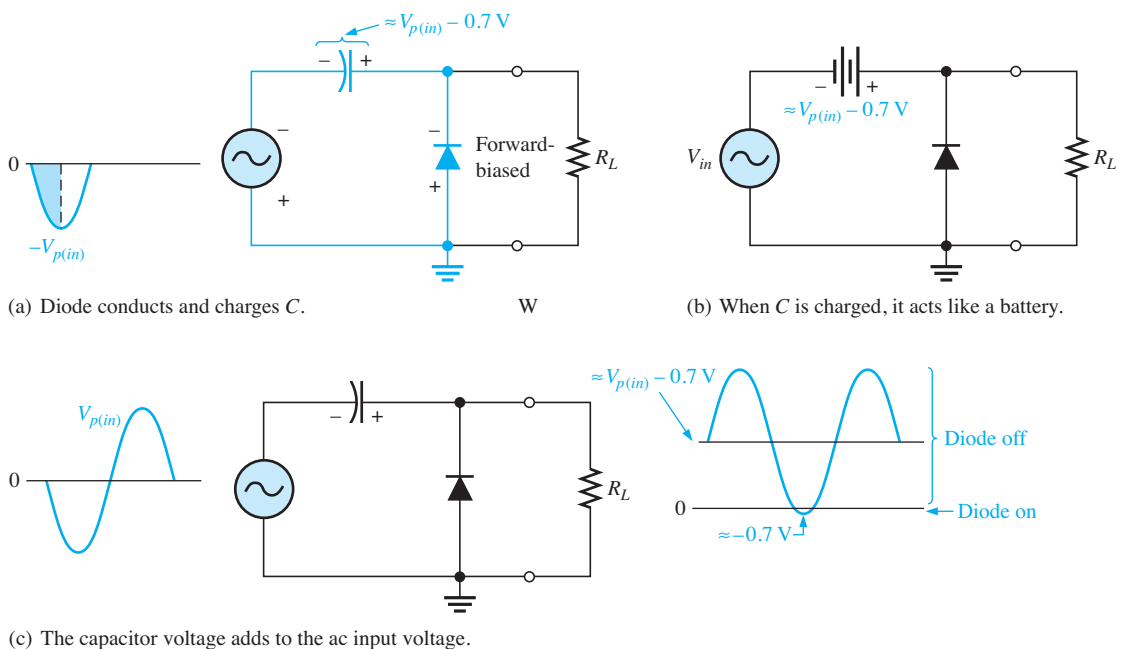 ≈V_p(in) – 0.7 V
– +
0
–V_p(in)
–
+
–
+
Forward-
biased
R_L
(a) Diode conducts and charges C.
W
– +
≈V_p(in) – 0.7 V
V_in
R_L
(b) When C is charged, it acts like a battery.
V_p(in)
0
– +
R_L
≈V_p(in) – 0.7 V
Diode off
0
Diode on
≈–0.7 V
(c) The capacitor voltage adds to the ac input voltage.